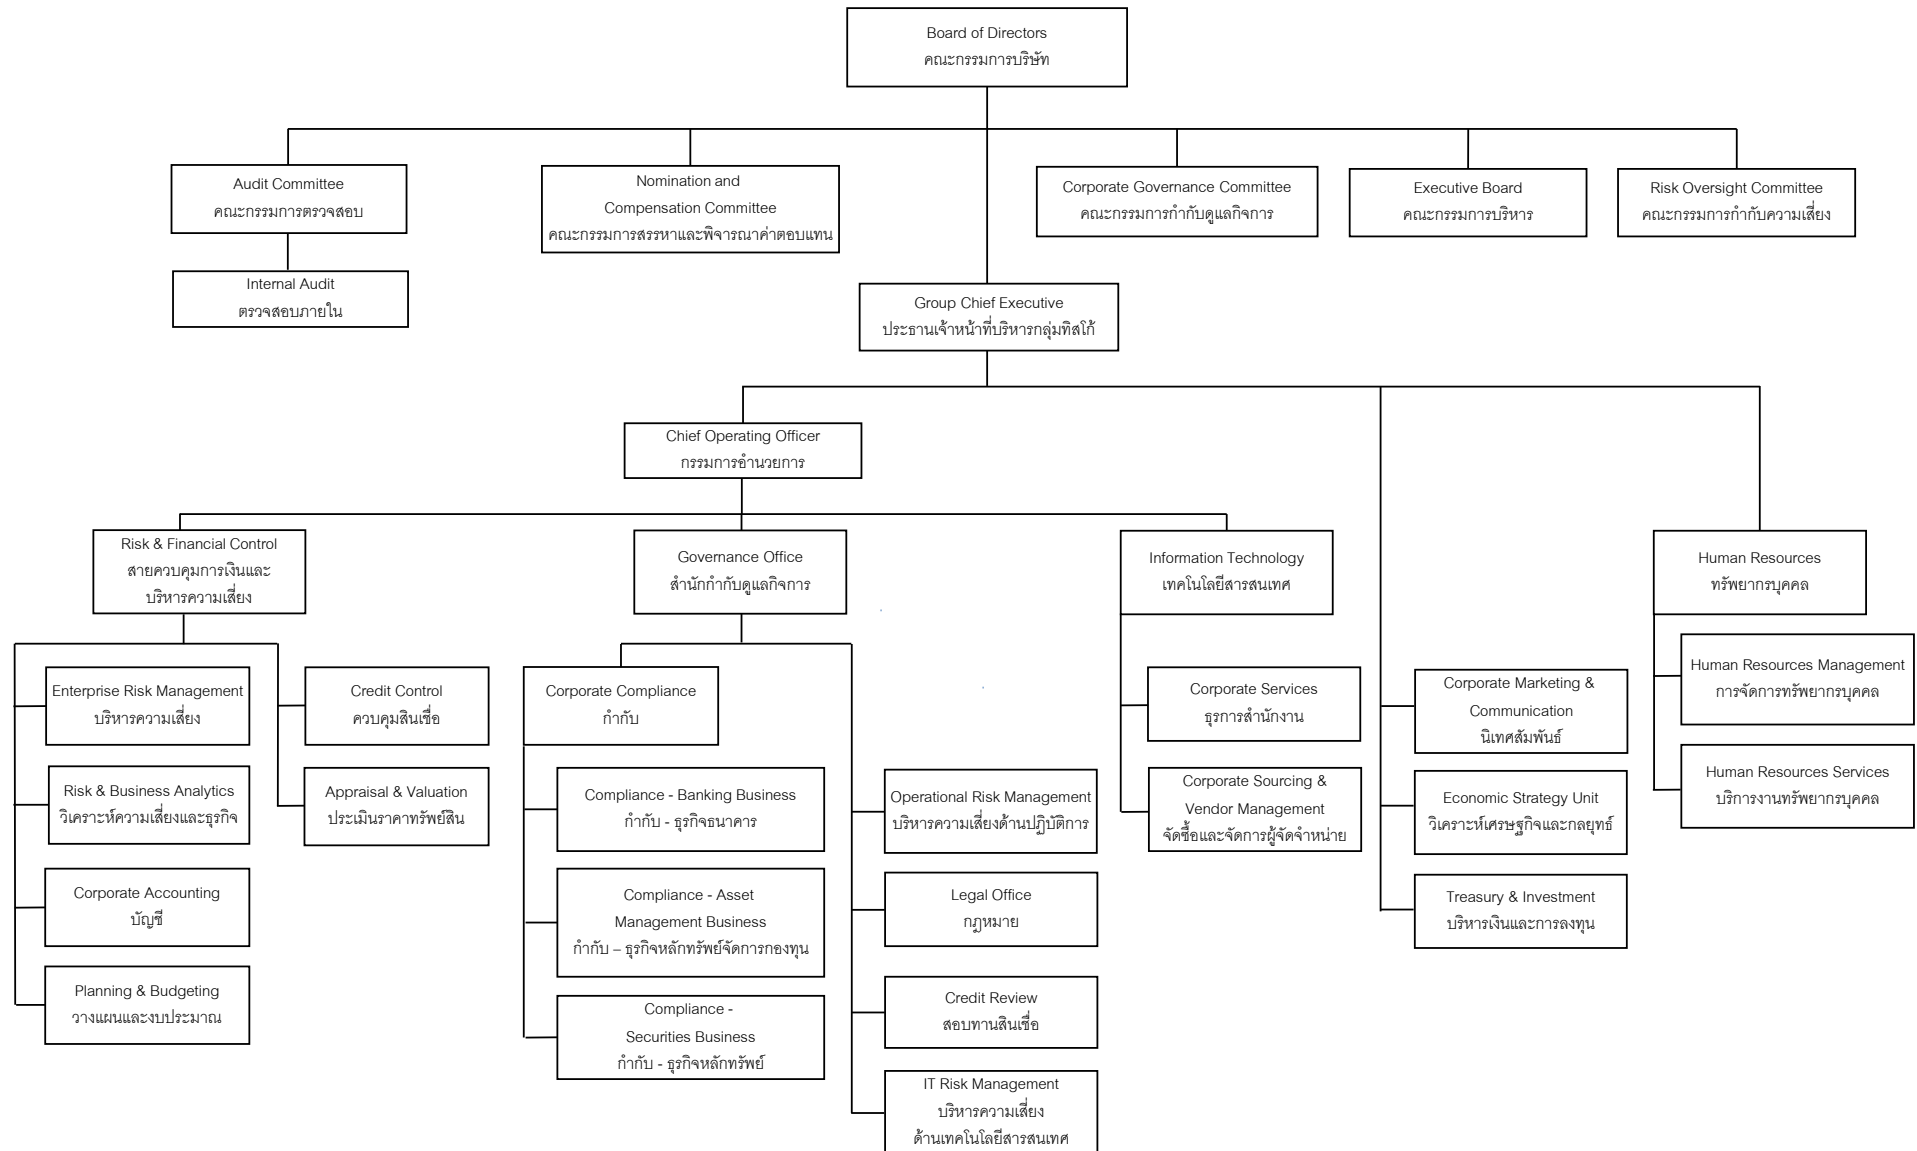 Board of Directors
คณะกรรมการบริษัท
Audit Committee
คณะกรรมการตรวจสอบ
Nomination and
Compensation Committee
คณะกรรมการสรรหาและพิจารณาค่าตอบแทน
Corporate Governance Committee
คณะกรรมการกำกับดูแลกิจการ
Executive Board
คณะกรรมการบริหาร
Risk Oversight Committee
คณะกรรมการกำกับความเสี่ยง
Internal Audit
ตรวจสอบภายใน
Group Chief Executive
ประธานเจ้าหน้าที่บริหารกลุ่มทิสโก้
Chief Operating Officer
กรรมการอำนวยการ
Risk & Financial Control
สายควบคุมการเงินและ
บริหารความเสี่ยง
Governance Office
สำนักกำกับดูแลกิจการ
Information Technology
เทคโนโลยีสารสนเทศ
Human Resources
ทรัพยากรบุคคล
Enterprise Risk Management
บริหารความเสี่ยง
Risk & Business Analytics
วิเคราะห์ความเสี่ยงและธุรกิจ
Corporate Accounting
บัญชี
Planning & Budgeting
วางแผนและงบประมาณ
Credit Control
ควบคุมสินเชื่อ
Appraisal & Valuation
ประเมินราคาทรัพย์สิน
Corporate Compliance
กำกับ
Compliance - Banking Business
กำกับ - ธุรกิจธนาคาร
Compliance - Asset
Management Business
กำกับ – ธุรกิจหลักทรัพย์จัดการกองทุน
Compliance -
Securities Business
กำกับ - ธุรกิจหลักทรัพย์
Operational Risk Management
บริหารความเสี่ยงด้านปฏิบัติการ
Legal Office
กฎหมาย
Credit Review
สอบทานสินเชื่อ
IT Risk Management
บริหารความเสี่ยง
ด้านเทคโนโลยีสารสนเทศ
Corporate Services
ธุรการสำนักงาน
Corporate Sourcing &
Vendor Management
จัดซื้อและจัดการผู้จัดจำหน่าย
Corporate Marketing &
Communication
นิเทศสัมพันธ์
Economic Strategy Unit
วิเคราะห์เศรษฐกิจและกลยุทธ์
Treasury & Investment
บริหารเงินและการลงทุน
Human Resources Management
การจัดการทรัพยากรบุคคล
Human Resources Services
บริการงานทรัพยากรบุคคล